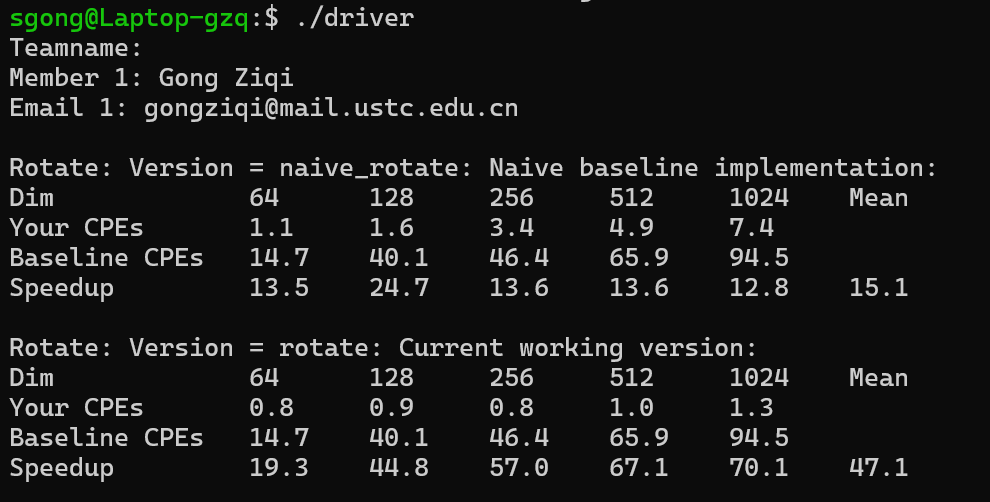 sgong@Laptop-gzq:$ ./driver
Teamname:
Member 1: Gong Ziqi
Email 1: gongziqi@mail.ustc.edu.cn
Rotate: Version = naive_rotate: Naive baseline implementation:
Dim 64 128 256 512 1024 Mean
Your CPEs 1.1 1.6 3.4 4.9 7.4
Baseline CPEs 14.7 40.1 46.4 65.9 94.5
Speedup 13.5 24.7 13.6 13.6 12.8 15.1
Rotate: Version = rotate: Current working version:
Dim 64 128 256 512 1024 Mean
Your CPEs 0.8 0.9 0.8 1.0 1.3
Baseline CPEs 14.7 40.1 46.4 65.9 94.5
Speedup 19.3 44.8 57.0 67.1 70.1 47.1